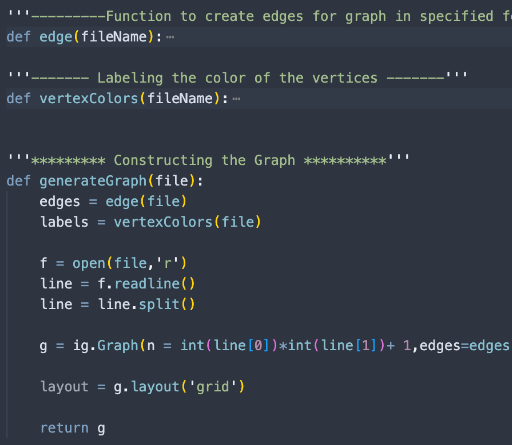 '''---------Function to create edges for graph in specified
def edge(fileName): ⋯
'''------- Labeling the color of the vertices -------'''
def vertexColors(fileName): ⋯
'''********* Constructing the Graph **********'''
def generateGraph(file):
edges = edge(file)
labels = vertexColors(file)
f = open(file,'r')
line = f.readline()
line = line.split()
g = ig.Graph(n = int(line[0])*int(line[1])+ 1,edges=edges
layout = g.layout('grid')
return g